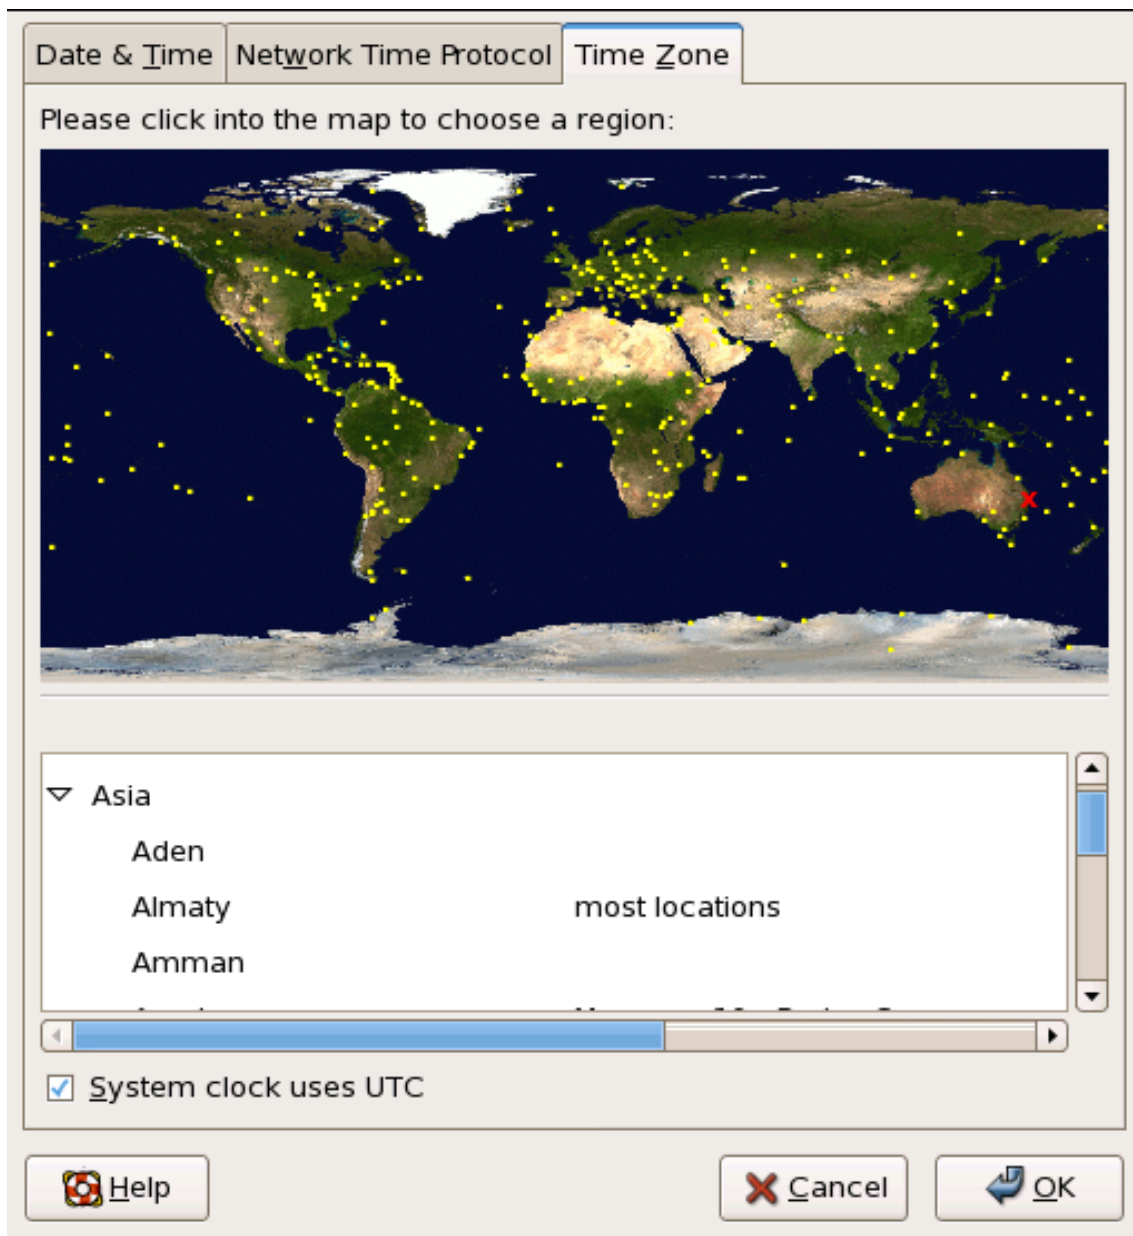 Date & Time Network Time Protocol Time Zone
Please click into the map to choose a region:
Asia
Aden
Almaty most locations
Amman
System clock uses UTC
Help Cancel OK